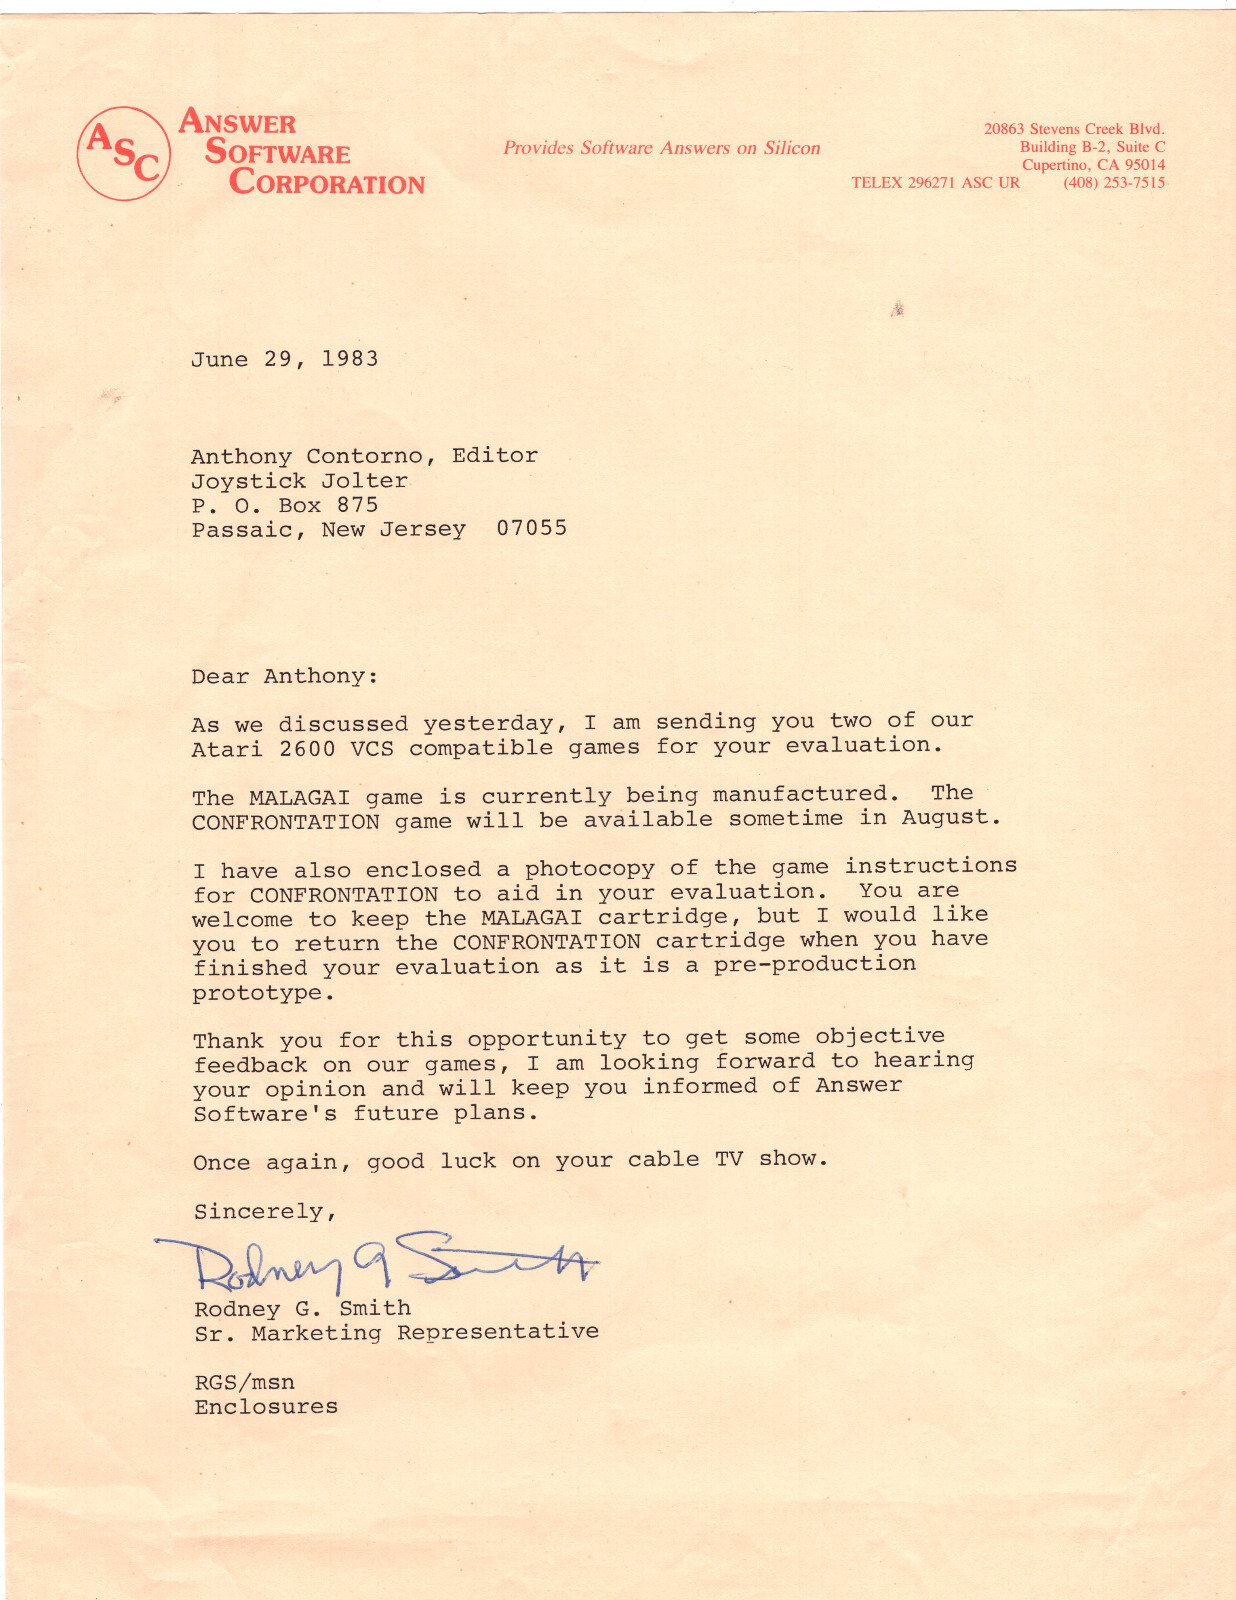 ASC
ANSWER
SOFTWARE
CORPORATION
Provides Software Answers on Silicon
20863 Stevens Creek Blvd.
Building B-2, Suite C
Cupertino, CA 95014
TELEX 296271 ASC UR (408) 253-7515
June 29, 1983
Anthony Contorno, Editor
Joystick Jolter
P. O. Box 875
Passaic, New Jersey 07055
Dear Anthony:
As we discussed yesterday, I am sending you two of our
Atari 2600 VCS compatible games for your evaluation.
The MALAGAI game is currently being manufactured. The
CONFRONTATION game will be available sometime in August.
I have also enclosed a photocopy of the game instructions
for CONFRONTATION to aid in your evaluation. You are
welcome to keep the MALAGAI cartridge, but I would like
you to return the CONFRONTATION cartridge when you have
finished your evaluation as it is a pre-production
prototype.
Thank you for this opportunity to get some objective
feedback on our games, I am looking forward to hearing
your opinion and will keep you informed of Answer
Software's future plans.
Once again, good luck on your cable TV show.
Sincerely,
Rodney G Smith
Rodney G. Smith
Sr. Marketing Representative
RGS/msn
Enclosures